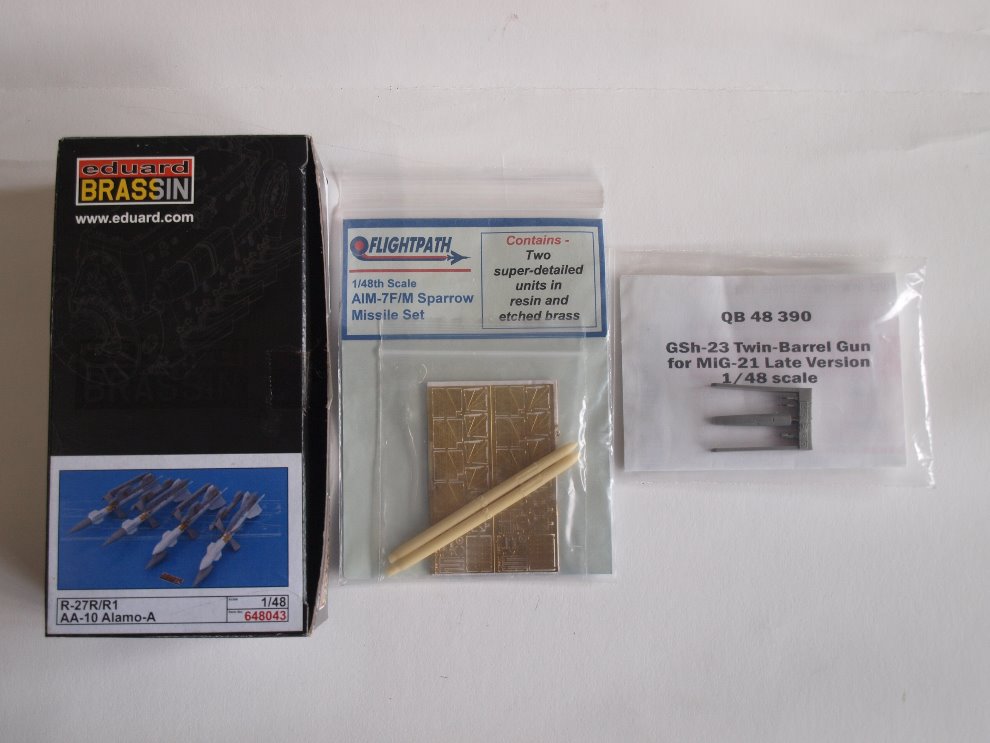 eduard
BRASSIN
www.eduard.com
R-27R/R1
AA-10 Alamo-A
1/48
648043
FLIGHTPATH
1/48th Scale
AIM-7F/M Sparrow
Missile Set
Contains -
Two
super-detailed
units in
resin and
etched brass
QB 48 390
GSh-23 Twin-Barrel Gun
for MiG-21 Late Version
1/48 scale